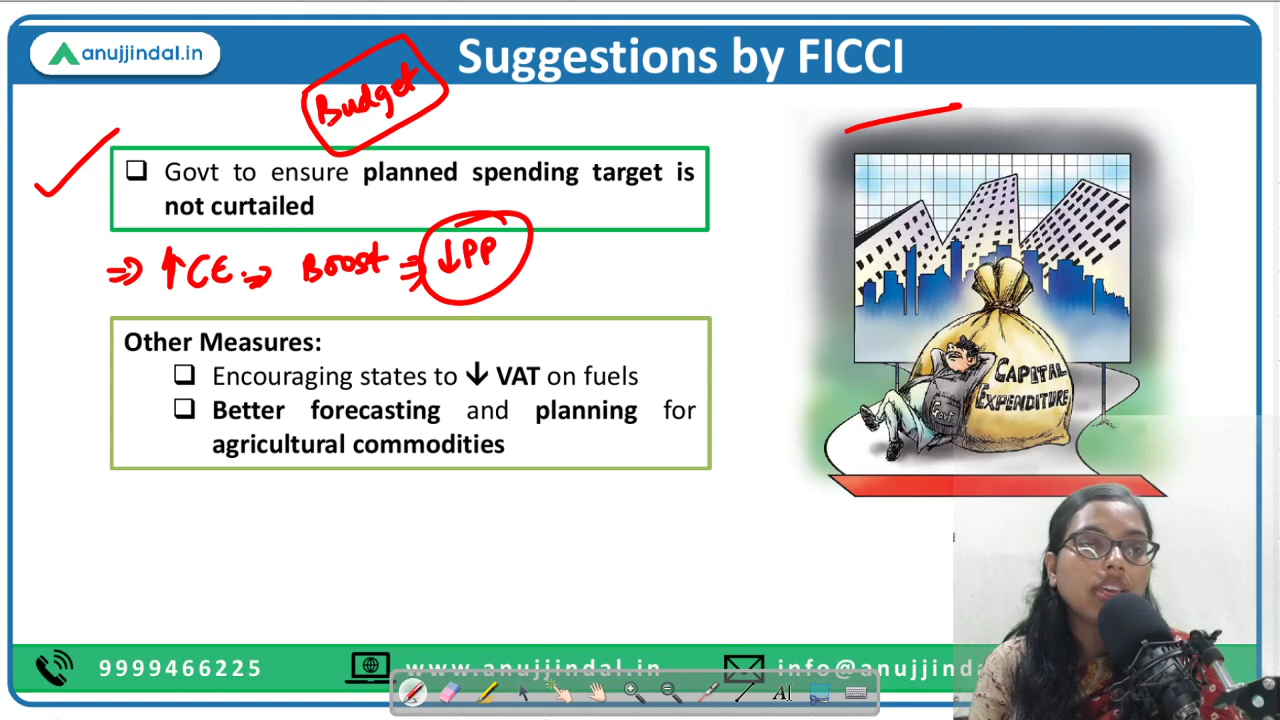 anujjindal.in
Suggestions by FICCI
Budget
❑ Govt to ensure planned spending target is
not curtailed
⇒ ↑CE ⇒ Boost ⇒ ↓PP
Other Measures:
❑ Encouraging states to ↓ VAT on fuels
❑ Better forecasting and planning for
agricultural commodities
CAPITAL
EXPENDITURE
GOVT
9999466225
www.anujjindal.in
info@anujjinda
AI